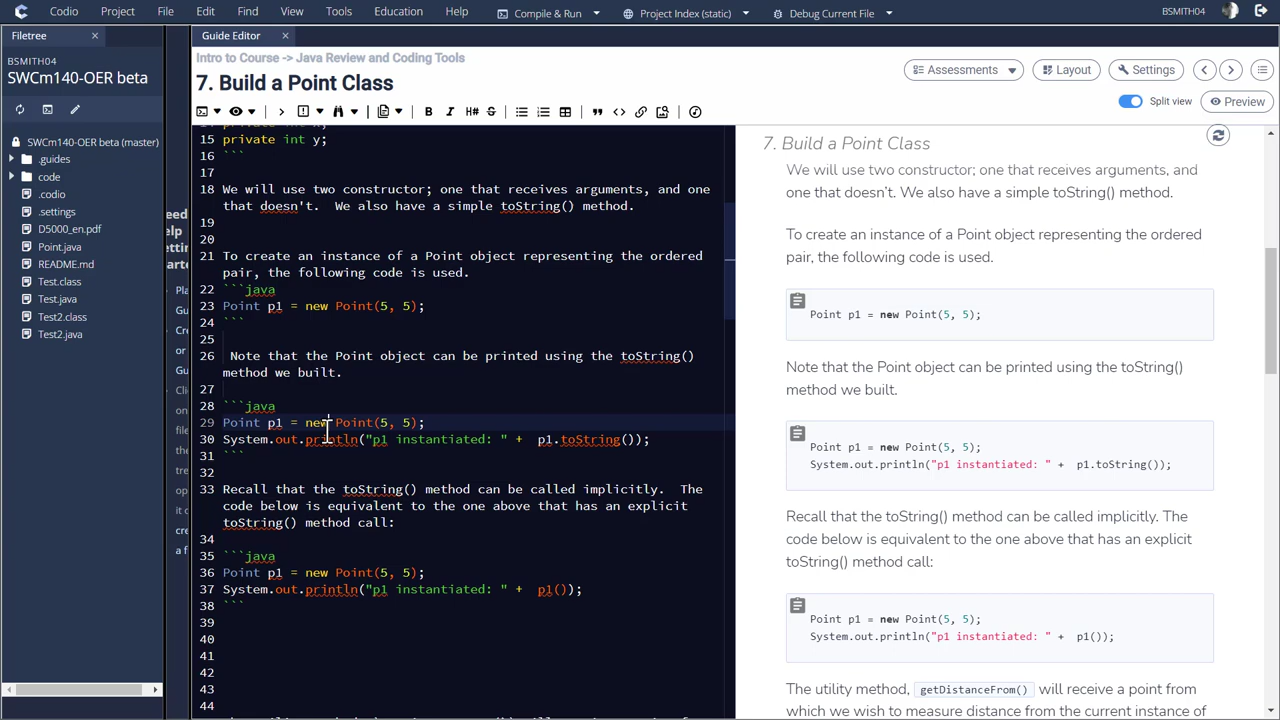 Codio Project File Edit Find View Tools Education Help Compile & Run Project Index (static) Debug Current File BSMITH04
Filetree
Guide Editor
BSMITH04
SWCm140-OER beta
SWCm140-OER beta (master)
.guides
code
.codio
.settings
D5000_en.pdf
Point.java
README.md
Test.class
Test.java
Test2.class
Test2.java
Intro to Course -> Java Review and Coding Tools
7. Build a Point Class
Assessments Layout Settings
Split view Preview
B I H# S
15 private int y;
16 ```
17
18 We will use two constructor; one that receives arguments, and one
that doesn't.  We also have a simple toString() method.
19
20
21 To create an instance of a Point object representing the ordered
pair, the following code is used.
22 ```java
23 Point p1 = new Point(5, 5);
24 ```
25
26  Note that the Point object can be printed using the toString()
method we built.
27
28 ```java
29 Point p1 = new Point(5, 5);
30 System.out.println("p1 instantiated: " +  p1.toString());
31 ```
32
33 Recall that the toString() method can be called implicitly.  The
code below is equivalent to the one above that has an explicit
toString() method call:
34
35 ```java
36 Point p1 = new Point(5, 5);
37 System.out.println("p1 instantiated: " +  p1());
38 ```
39
40
41
42
43
44
7. Build a Point Class
We will use two constructor; one that receives arguments, and
one that doesn't. We also have a simple toString() method.
To create an instance of a Point object representing the ordered
pair, the following code is used.
Point p1 = new Point(5, 5);
Note that the Point object can be printed using the toString()
method we built.
Point p1 = new Point(5, 5);
System.out.println("p1 instantiated: " +  p1.toString());
Recall that the toString() method can be called implicitly. The
code below is equivalent to the one above that has an explicit
toString() method call:
Point p1 = new Point(5, 5);
System.out.println("p1 instantiated: " +  p1());
The utility method, getDistanceFrom() will receive a point from
which we wish to measure distance from the current instance of